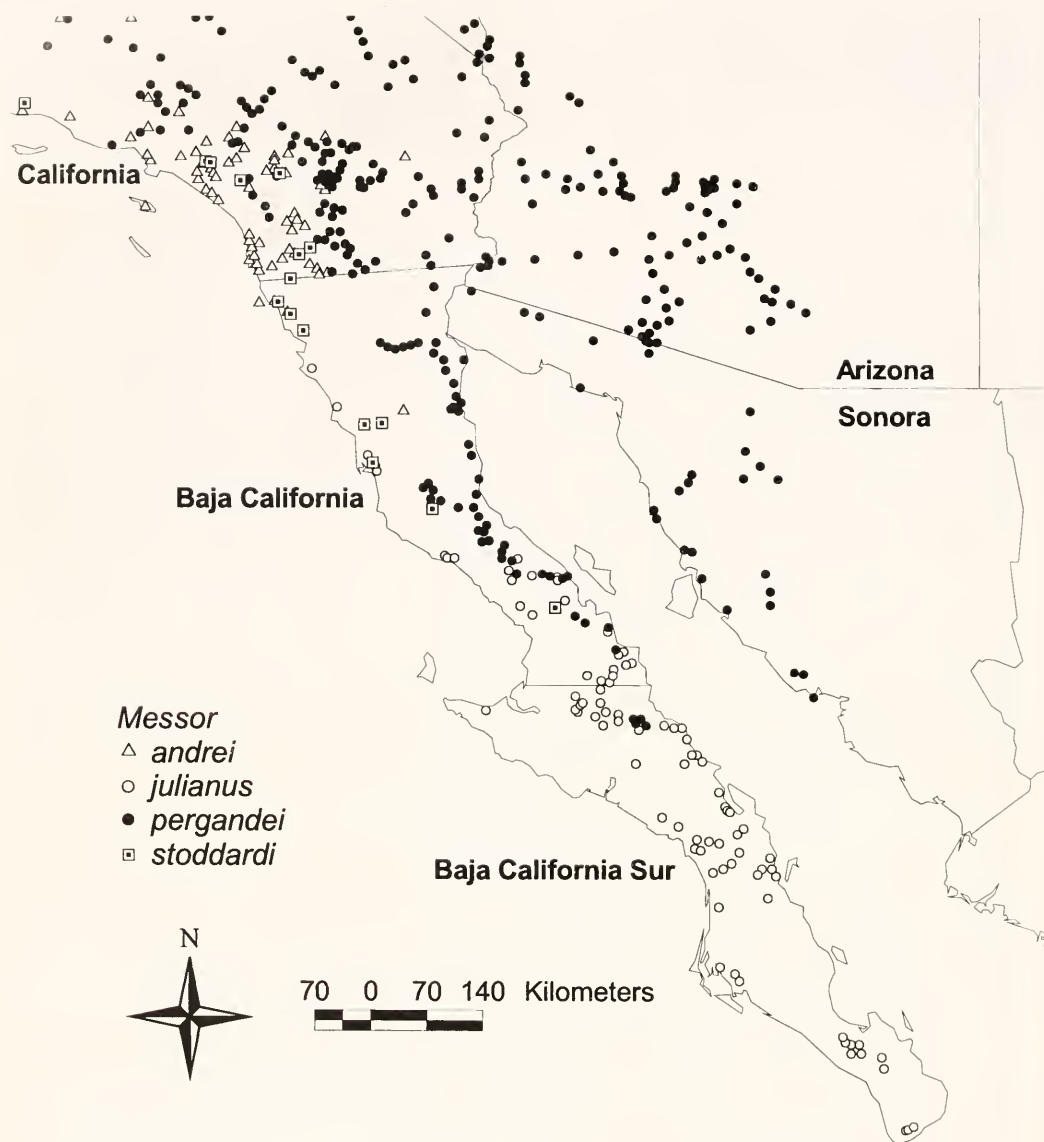 California
Arizona
Sonora
Baja California
Messor
andrei
julianus
pergandei
stoddardi
Baja California Sur
N
70 0 70 140 Kilometers